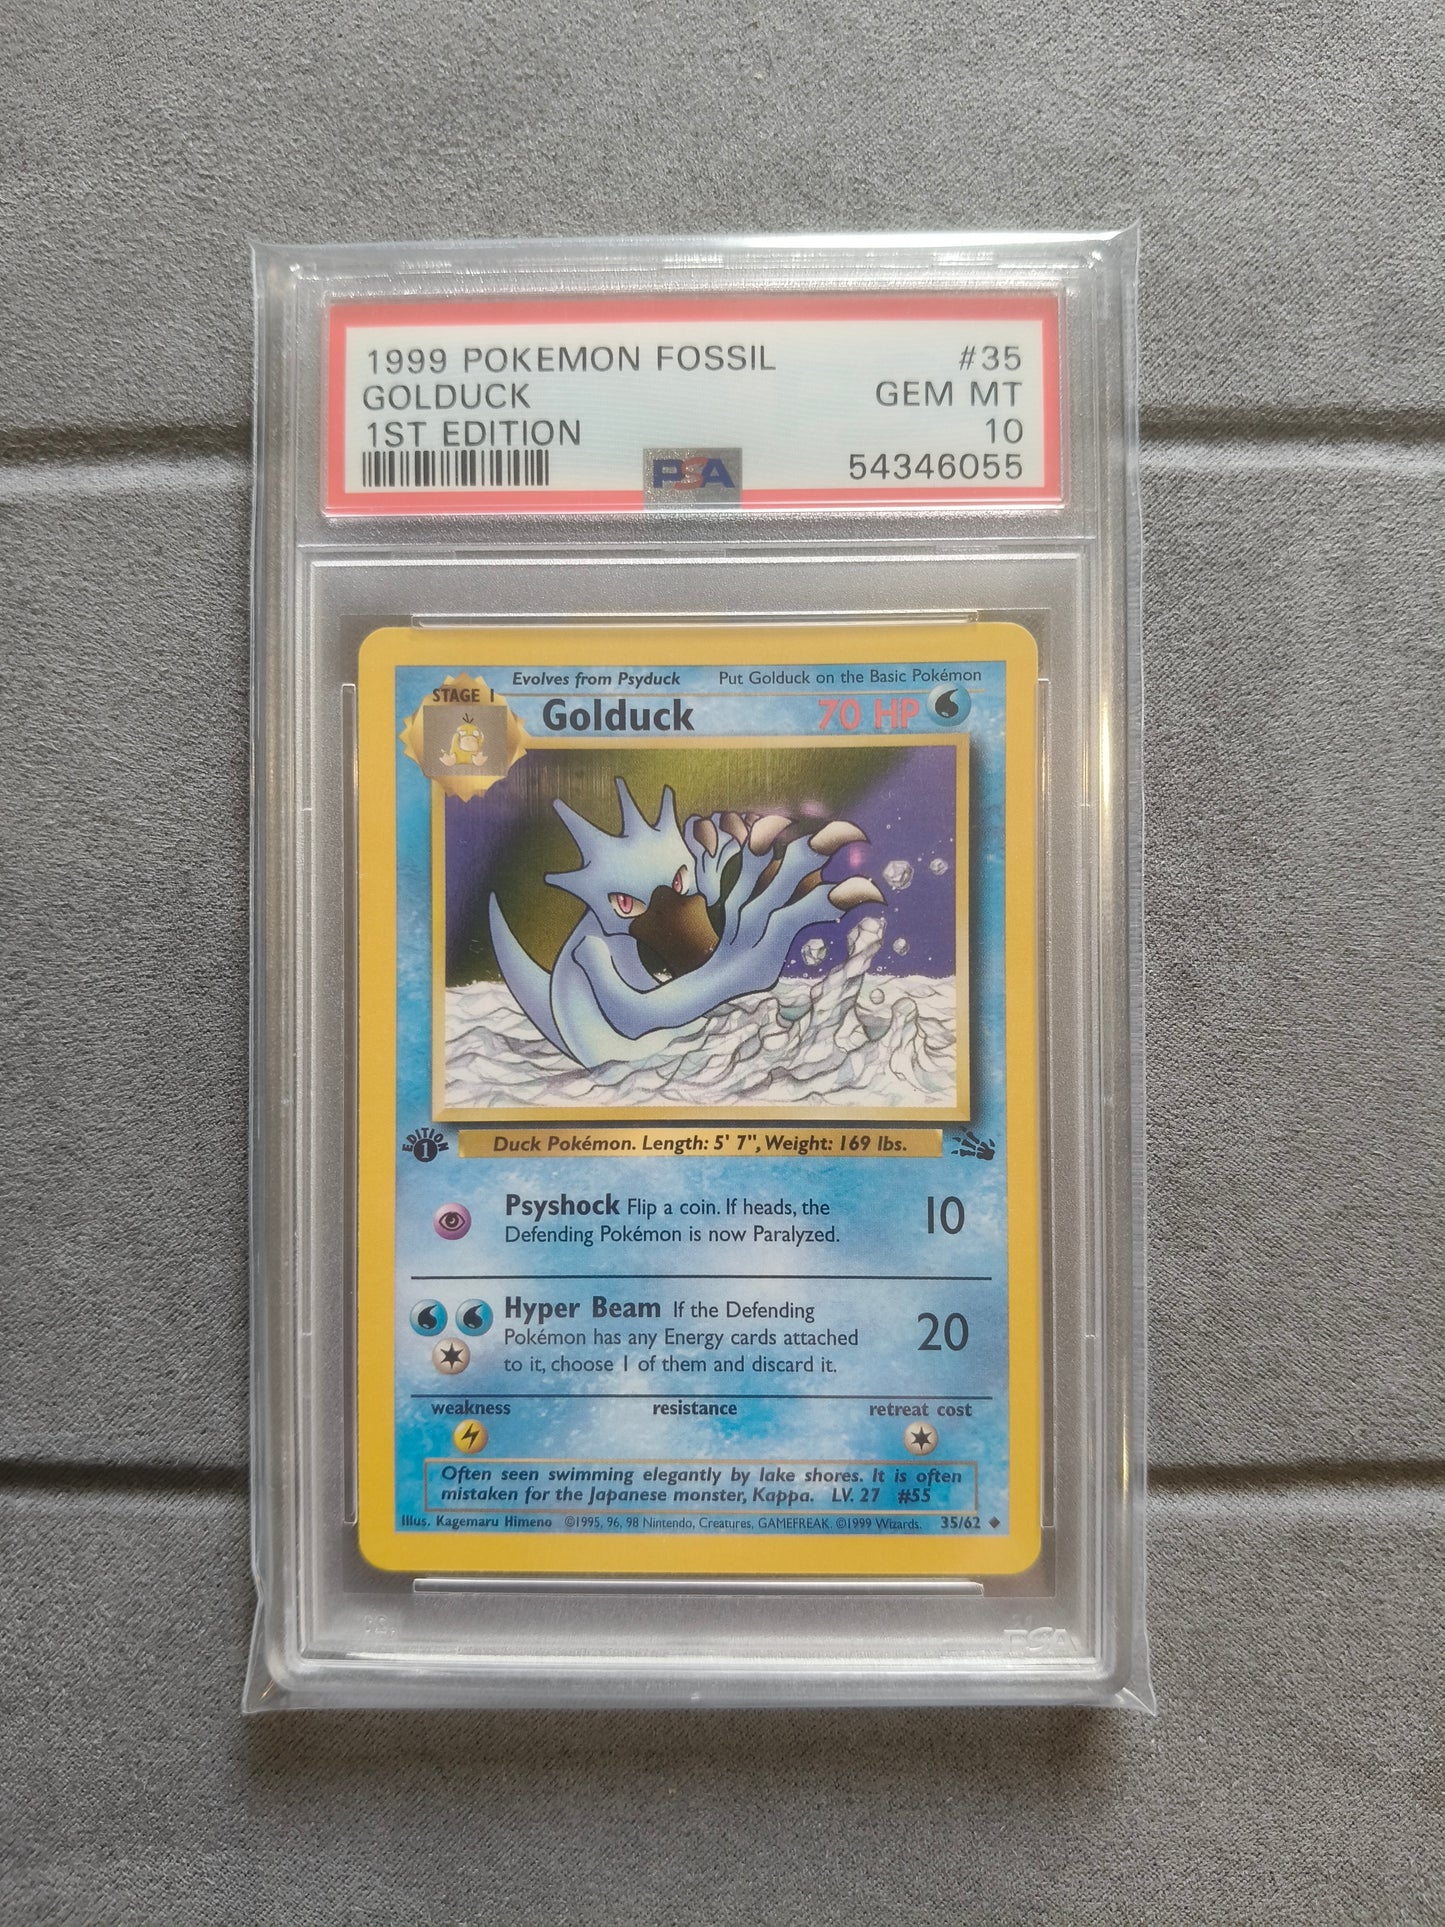 1999 POKEMON FOSSIL #35
GOLDUCK GEM MT
1ST EDITION 10
PSA 54346055
Evolves from Psyduck Put Golduck on the Basic Pokémon
STAGE 1
Golduck 70 HP
EDITION 1
Duck Pokémon. Length: 5' 7", Weight: 169 lbs.
Psyshock Flip a coin. If heads, the
Defending Pokémon is now Paralyzed.
10
Hyper Beam If the Defending
Pokémon has any Energy cards attached
to it, choose 1 of them and discard it.
20
weakness resistance retreat cost
Often seen swimming elegantly by lake shores. It is often
mistaken for the Japanese monster, Kappa. LV. 27 #55
Illus. Kagemaru Himeno ©1995, 96, 98 Nintendo, Creatures, GAMEFREAK. ©1999 Wizards. 35/62
PSA